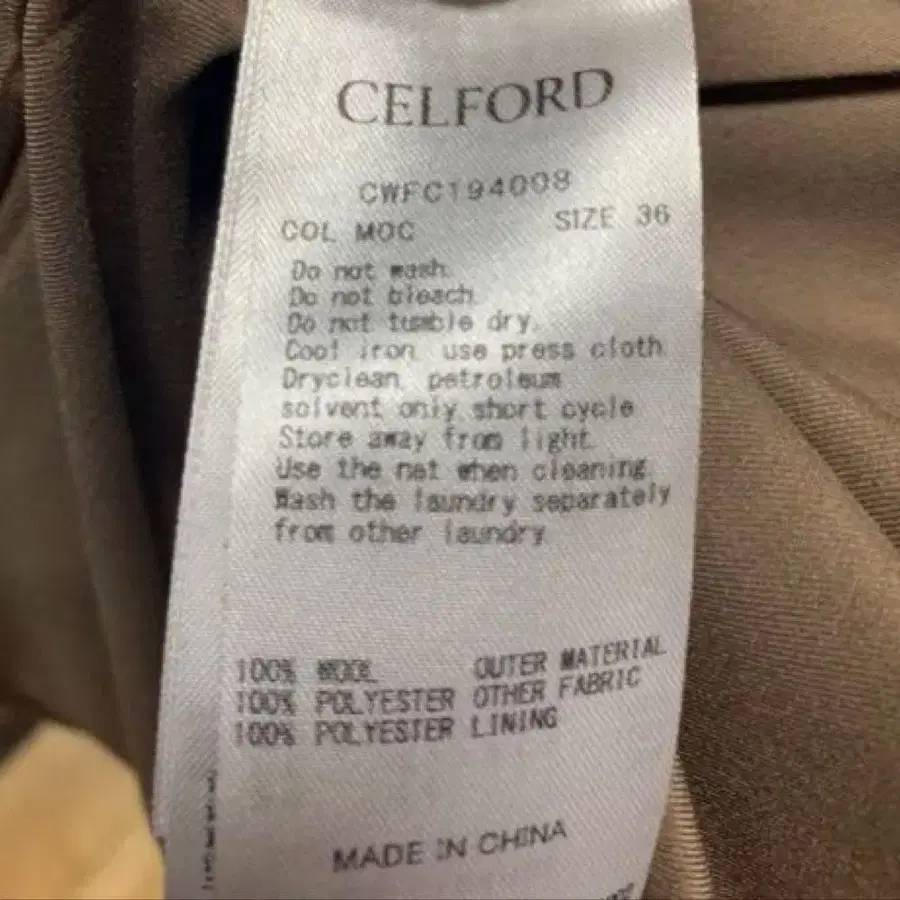 CELFORD
CWFC194008
COL MOC SIZE 36
Do not wash.
Do not bleach.
Do not tumble dry.
Cool iron use press cloth.
Dryclean petroleum
solvent only short cycle
Store away from light.
Use the net when cleaning.
Wash the laundry separately
from other laundry.
100% WOOL OUTER MATERIAL
100% POLYESTER OTHER FABRIC
100% POLYESTER LINING
MADE IN CHINA